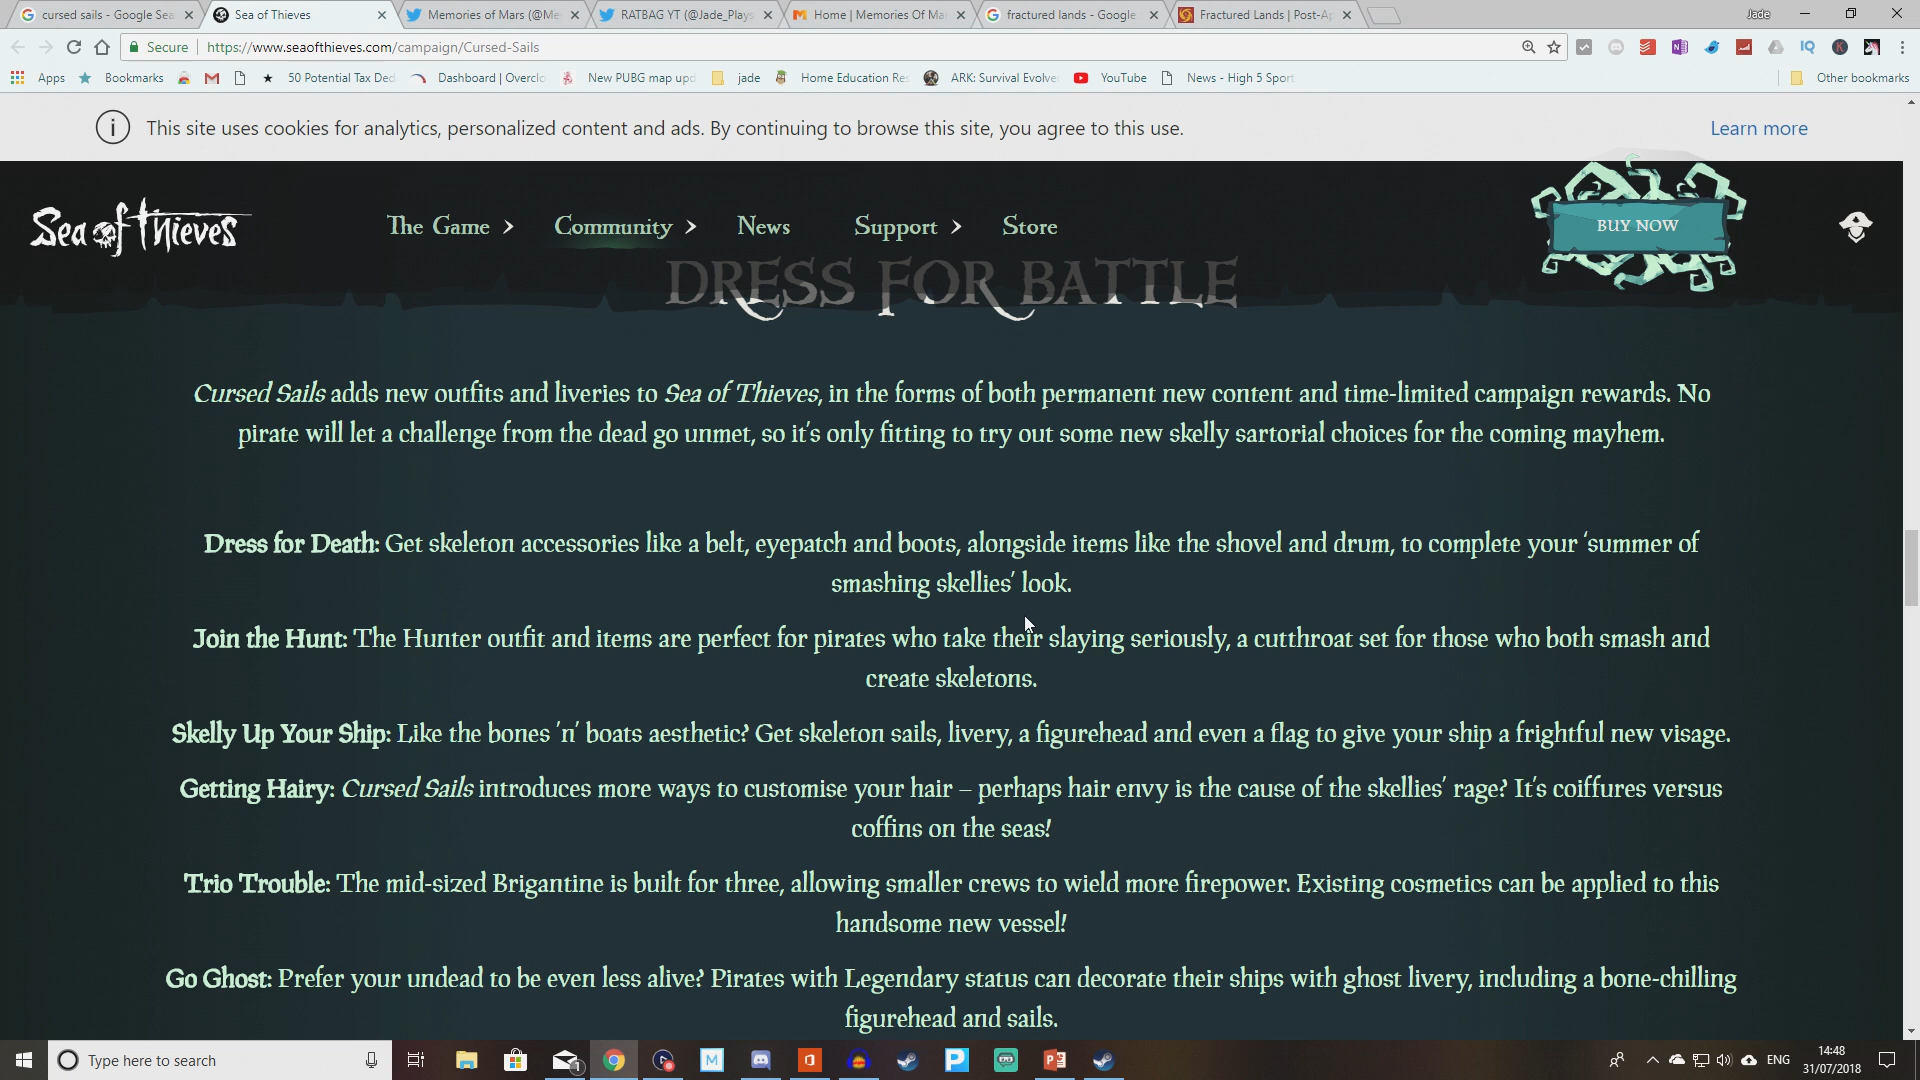 cursed sails - Google Sea
Sea of Thieves
Memories of Mars (@Me
RATBAG YT (@Jade_Plays
Home | Memories Of Mar
fractured lands - Google
Fractured Lands | Post-Ap
Jade
Secure
https://www.seaofthieves.com/campaign/Cursed-Sails
Apps
Bookmarks
50 Potential Tax Ded
Dashboard | Overclo
New PUBG map upd
jade
Home Education Re
ARK: Survival Evolve
YouTube
News - High 5 Sport
Other bookmarks
This site uses cookies for analytics, personalized content and ads. By continuing to browse this site, you agree to this use.
Learn more
Sea of Thieves
The Game
Community
News
Support
Store
BUY NOW
DRESS FOR BATTLE
Cursed Sails adds new outfits and liveries to Sea of Thieves, in the forms of both permanent new content and time-limited campaign rewards. No
pirate will let a challenge from the dead go unmet, so it's only fitting to try out some new skelly sartorial choices for the coming mayhem.
Dress for Death: Get skeleton accessories like a belt, eyepatch and boots, alongside items like the shovel and drum, to complete your 'summer of
smashing skellies' look.
Join the Hunt: The Hunter outfit and items are perfect for pirates who take their slaying seriously, a cutthroat set for those who both smash and
create skeletons.
Skelly Up Your Ship: Like the bones 'n' boats aesthetic? Get skeleton sails, livery, a figurehead and even a flag to give your ship a frightful new visage.
Getting Hairy: Cursed Sails introduces more ways to customise your hair – perhaps hair envy is the cause of the skellies' rage? It's coiffures versus
coffins on the seas!
Trio Trouble: The mid-sized Brigantine is built for three, allowing smaller crews to wield more firepower. Existing cosmetics can be applied to this
handsome new vessel!
Go Ghost: Prefer your undead to be even less alive? Pirates with Legendary status can decorate their ships with ghost livery, including a bone-chilling
figurehead and sails.
Type here to search
ENG
14:48
31/07/2018